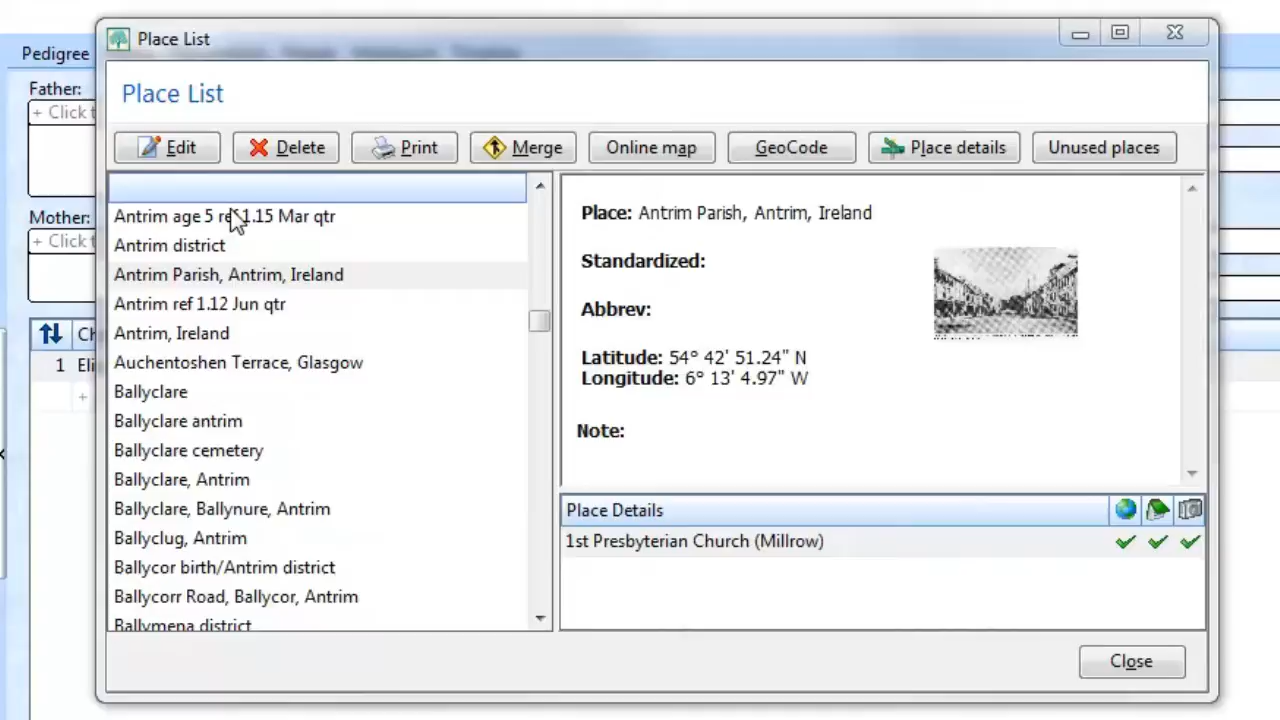 Place List
Pedigree
Father:
+ Click t
Mother:
+ Click t
Ch
1 Eli
+
Place List
Edit Delete Print Merge Online map GeoCode Place details Unused places
Antrim age 5 ref 1.15 Mar qtr
Antrim district
Antrim Parish, Antrim, Ireland
Antrim ref 1.12 Jun qtr
Antrim, Ireland
Auchentoshen Terrace, Glasgow
Ballyclare
Ballyclare antrim
Ballyclare cemetery
Ballyclare, Antrim
Ballyclare, Ballynure, Antrim
Ballyclug, Antrim
Ballycor birth/Antrim district
Ballycorr Road, Ballycor, Antrim
Ballymena district
Place: Antrim Parish, Antrim, Ireland
Standardized:
Abbrev:
Latitude: 54° 42' 51.24" N
Longitude: 6° 13' 4.97" W
Note:
Place Details
1st Presbyterian Church (Millrow)
Close